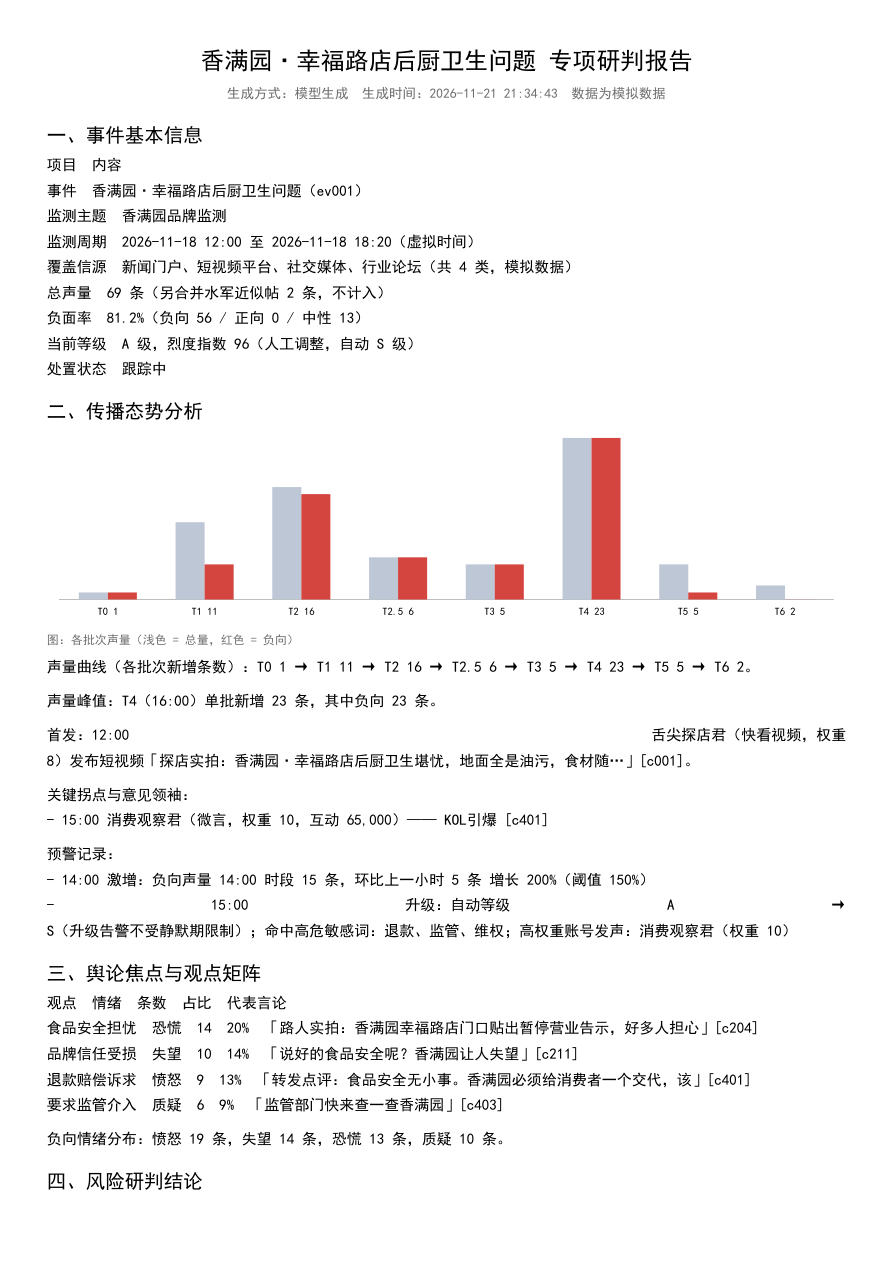 香满园·幸福路店后厨卫生问题 专项研判报告
生成方式：模型生成 生成时间：2026-11-21 21:34:43 数据为模拟数据
一、事件基本信息
项目 内容
事件 香满园·幸福路店后厨卫生问题（ev001）
监测主题 香满园品牌监测
监测周期 2026-11-18 12:00 至 2026-11-18 18:20（虚拟时间）
覆盖信源 新闻门户、短视频平台、社交媒体、行业论坛（共 4 类，模拟数据）
总声量 69 条（另合并水军近似帖 2 条，不计入）
负面率 81.2%（负向 56 / 正向 0 / 中性 13）
当前等级 A 级，烈度指数 96（人工调整，自动 S 级）
处置状态 跟踪中
二、传播态势分析
T0 1 T1 11 T2 16 T2.5 6 T3 5 T4 23 T5 5 T6 2
图：各批次声量（浅色 = 总量，红色 = 负向）
声量曲线（各批次新增条数）：T0 1 → T1 11 → T2 16 → T2.5 6 → T3 5 → T4 23 → T5 5 → T6 2。
声量峰值：T4（16:00）单批新增 23 条，其中负向 23 条。
首发：12:00 舌尖探店君（快看视频，权重
8）发布短视频「探店实拍：香满园·幸福路店后厨卫生堪忧，地面全是油污，食材随…」[c001]。
关键拐点与意见领袖：
- 15:00 消费观察君（微言，权重 10，互动 65,000）—— KOL引爆 [c401]
预警记录：
- 14:00 激增：负向声量 14:00 时段 15 条，环比上一小时 5 条 增长 200%（阈值 150%）
- 15:00 升级：自动等级 A →
S（升级告警不受静默期限制）；命中高危敏感词：退款、监管、维权；高权重账号发声：消费观察君（权重 10）
三、舆论焦点与观点矩阵
观点 情绪 条数 占比 代表言论
食品安全担忧 恐慌 14 20% 「路人实拍：香满园幸福路店门口贴出暂停营业告示，好多人担心」[c204]
品牌信任受损 失望 10 14% 「说好的食品安全呢？香满园让人失望」[c211]
退款赔偿诉求 愤怒 9 13% 「转发点评：食品安全无小事。香满园必须给消费者一个交代，该」[c401]
要求监管介入 质疑 6 9% 「监管部门快来查一查香满园」[c403]
负向情绪分布：愤怒 19 条，失望 14 条，恐慌 13 条，质疑 10 条。
四、风险研判结论